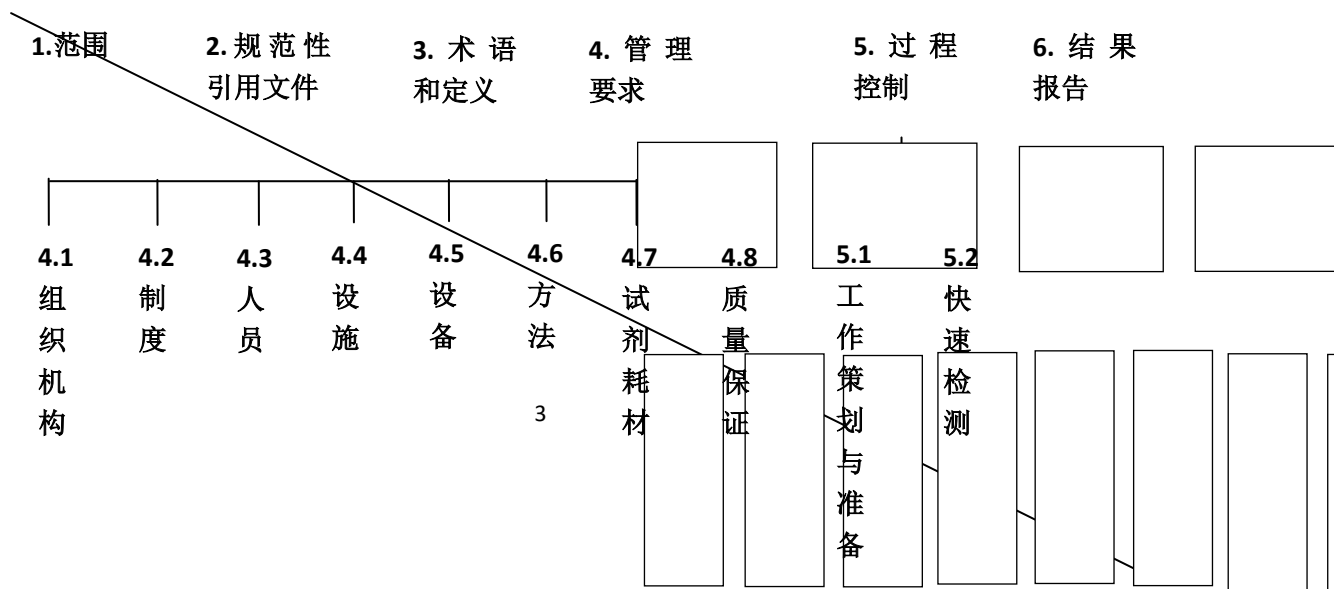 1.范围
2. 规 范 性
引用文件
3. 术 语
和定义
4. 管 理
要求
5. 过 程
控制
6. 结 果
报告
4.1
组
织
机
构
4.2
制
度
4.3
人
员
4.4
设
施
4.5
设
备
4.6
方
法
4.7
试
剂
耗
材
4.8
质
量
保
证
5.1
工
作
策
划
与
准
备
5.2
快
速
检
测
3